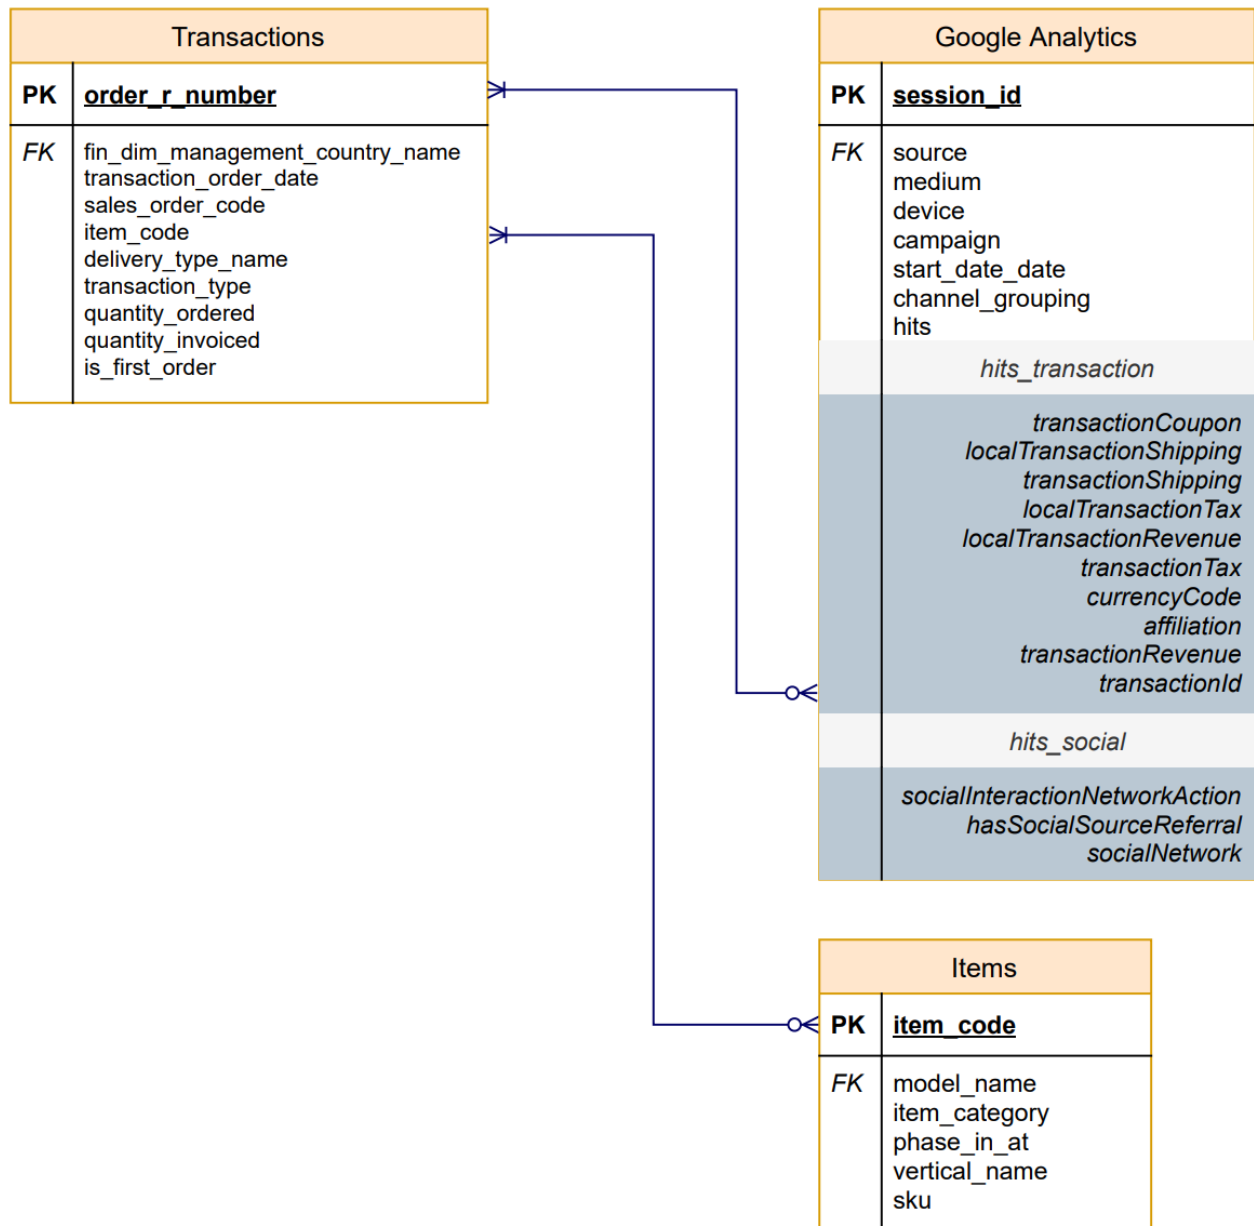 Transactions
PK order_r_number
FK fin_dim_management_country_name
transaction_order_date
sales_order_code
item_code
delivery_type_name
transaction_type
quantity_ordered
quantity_invoiced
is_first_order
Google Analytics
PK session_id
FK source
medium
device
campaign
start_date_date
channel_grouping
hits
hits_transaction
transactionCoupon
localTransactionShipping
transactionShipping
localTransactionTax
localTransactionRevenue
transactionTax
currencyCode
affiliation
transactionRevenue
transactionId
hits_social
socialInteractionNetworkAction
hasSocialSourceReferral
socialNetwork
Items
PK item_code
FK model_name
item_category
phase_in_at
vertical_name
sku